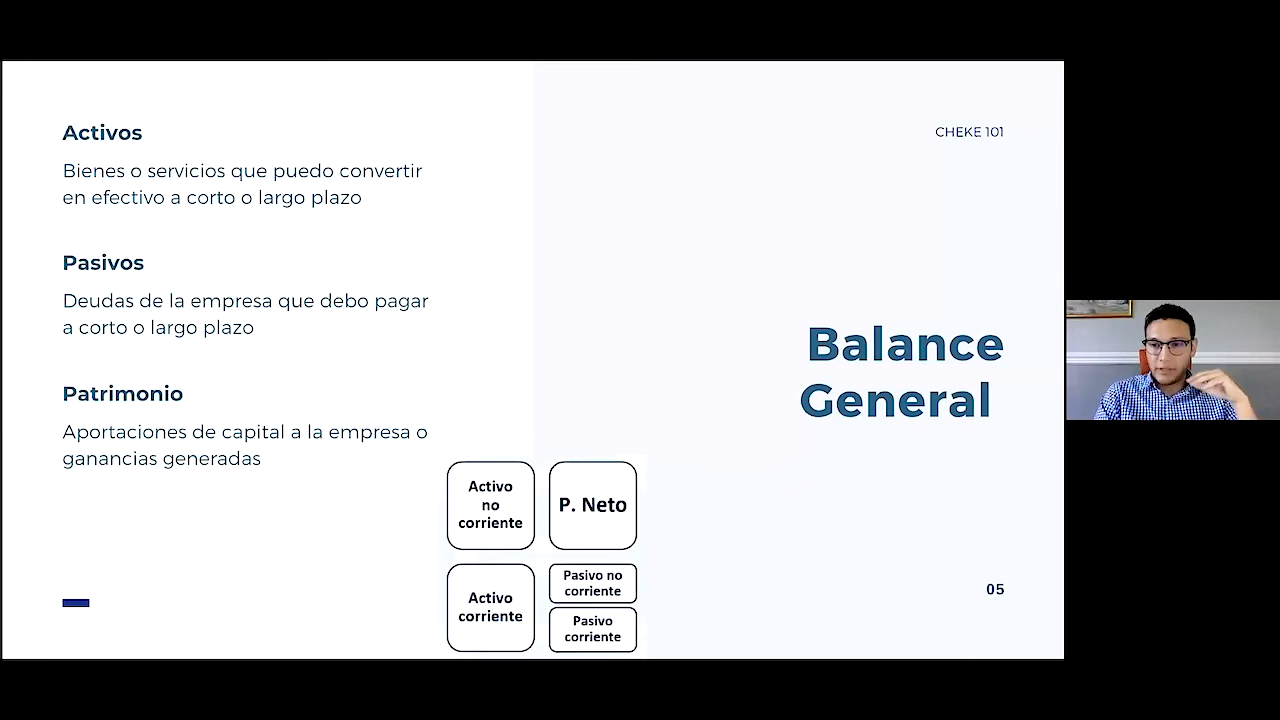 Activos
Bienes o servicios que puedo convertir
en efectivo a corto o largo plazo
Pasivos
Deudas de la empresa que debo pagar
a corto o largo plazo
Patrimonio
Aportaciones de capital a la empresa o
ganancias generadas
CHEKE 101
Balance
General
Activo
no
corriente
P. Neto
Activo
corriente
Pasivo no
corriente
Pasivo
corriente
05